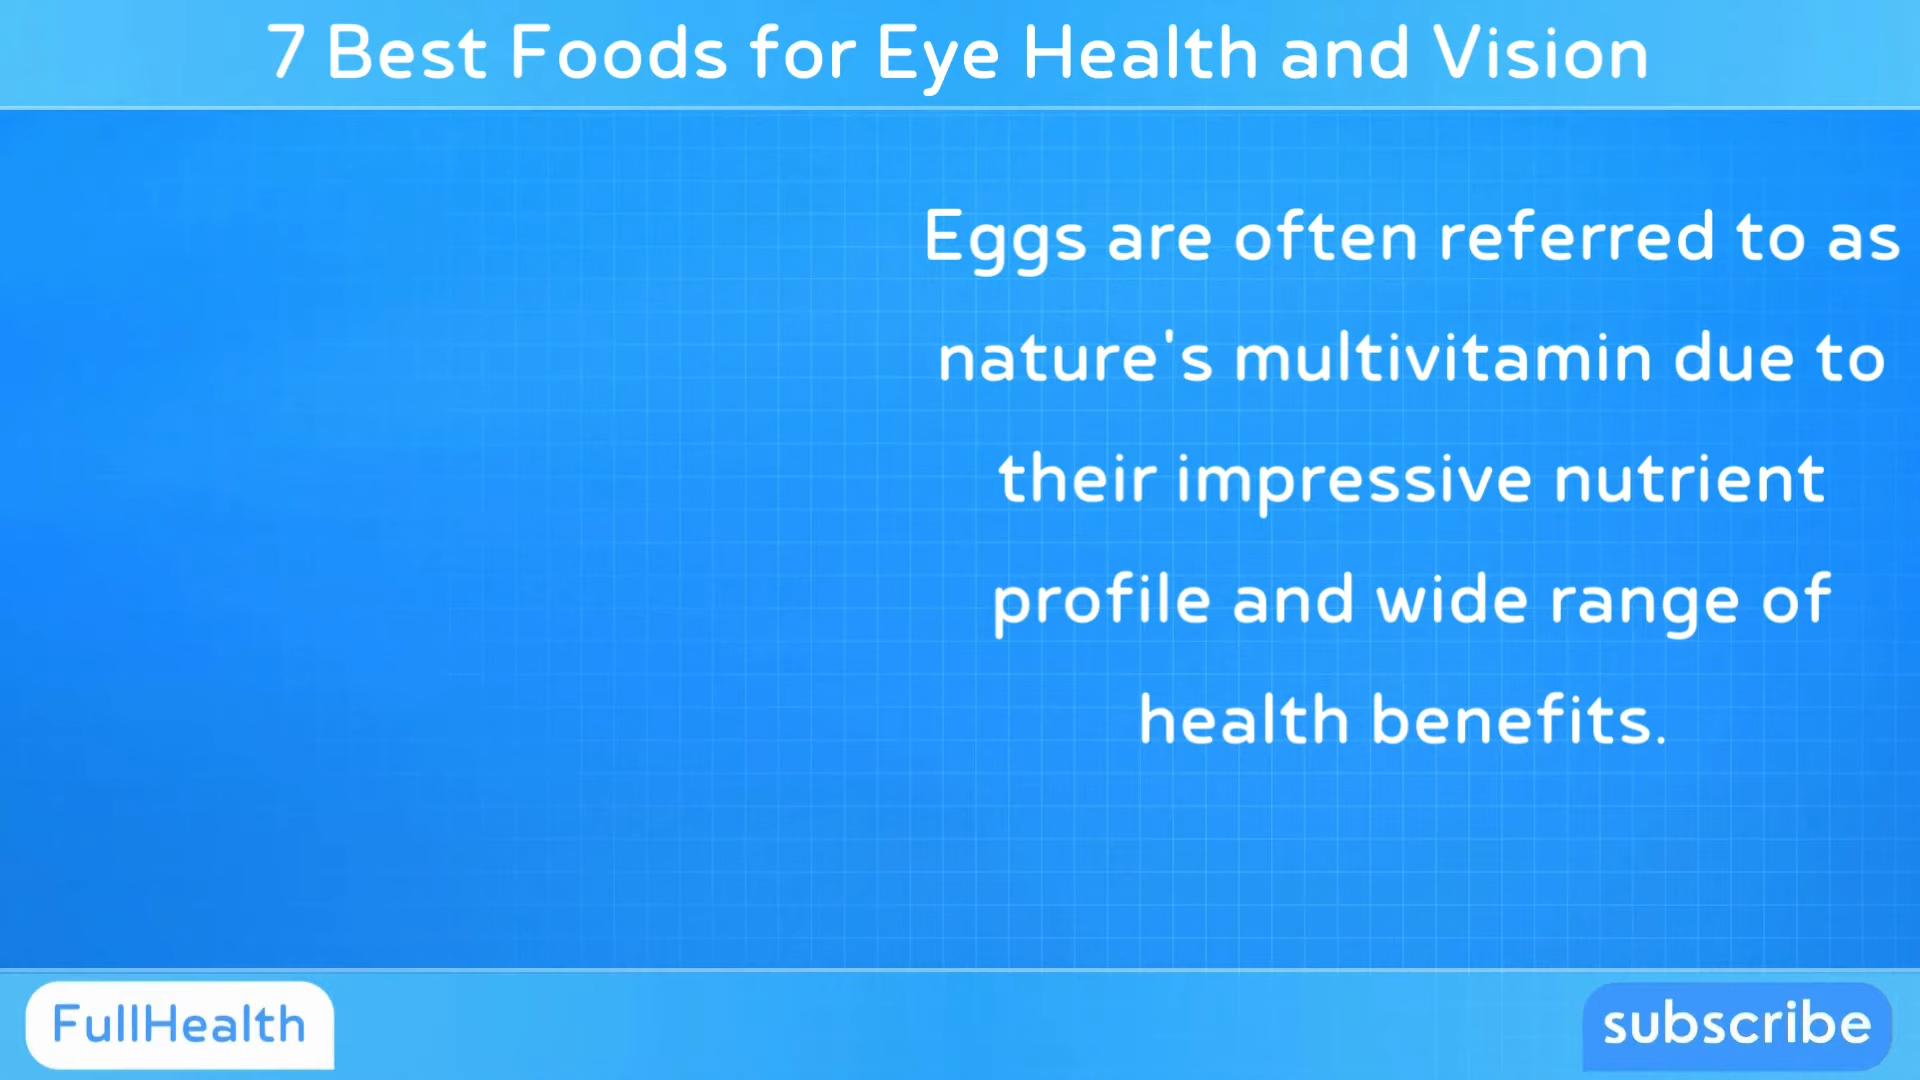 7 Best Foods for Eye Health and Vision
Eggs are often referred to as
nature's multivitamin due to
their impressive nutrient
profile and wide range of
health benefits.
FullHealth
subscribe